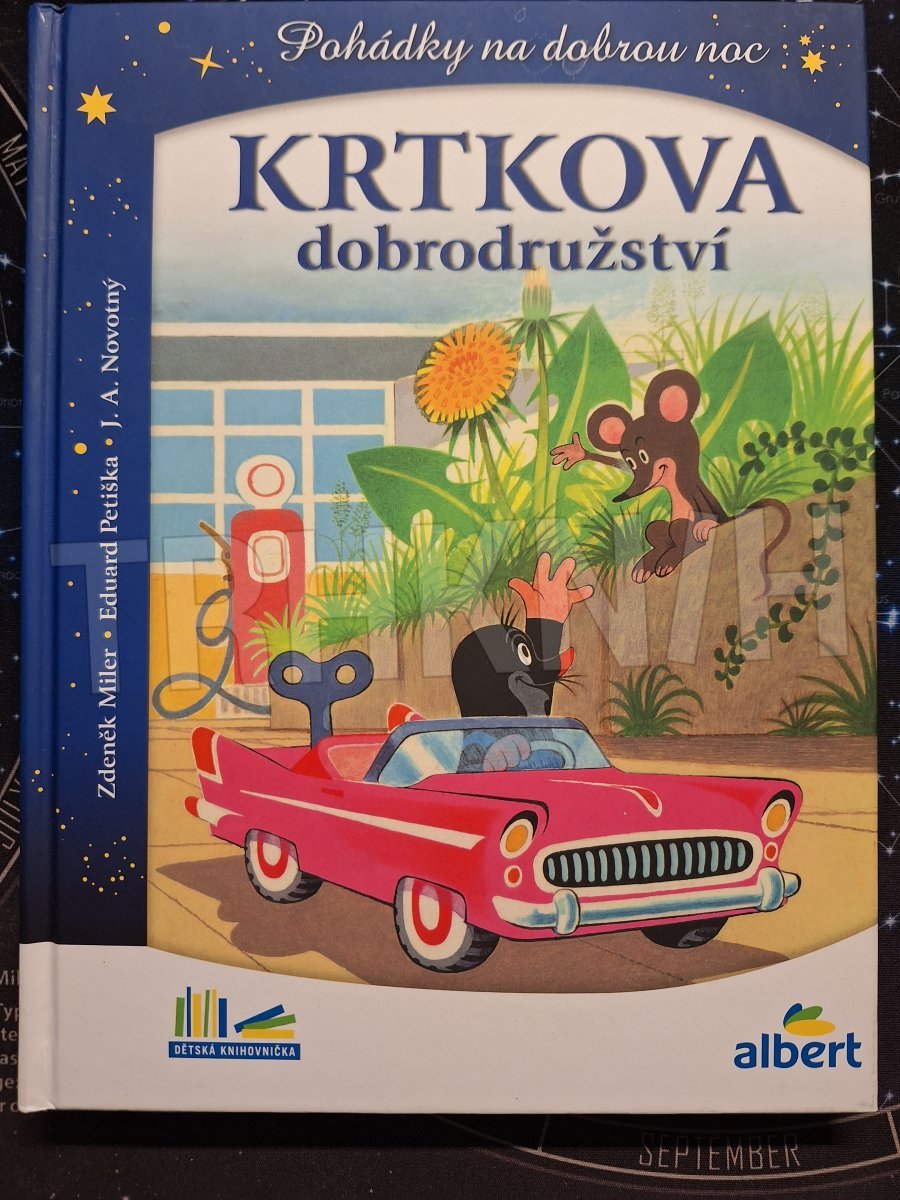 Pohádky na dobrou noc
KRTKOVA
dobrodružství
Zdeněk Miler • Eduard Petiška • J. A. Novotný
DĚTSKÁ KNIHOVNIČKA
albert
SEPTEMBER